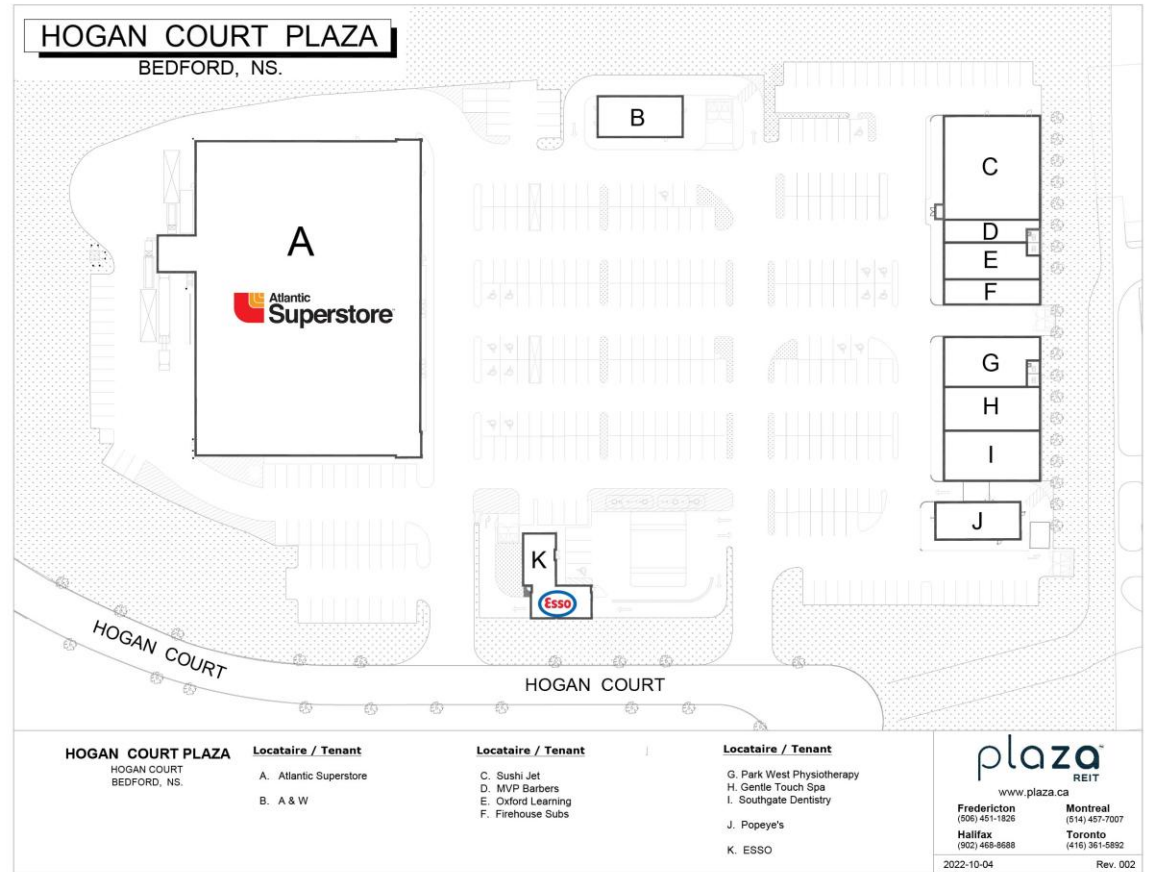 HOGAN COURT PLAZA
BEDFORD, NS.
B
C
D
A
E
Atlantic
Superstore
F
G
H
I
J
K
Esso
HOGAN COURT
HOGAN COURT
HOGAN COURT PLAZA
HOGAN COURT
BEDFORD, NS.
Locataire / Tenant
A. Atlantic Superstore
B. A & W
Locataire / Tenant
C. Sushi Jet
D. MVP Barbers
E. Oxford Learning
F. Firehouse Subs
Locataire / Tenant
G. Park West Physiotherapy
H. Gentle Touch Spa
I. Southgate Dentistry
J. Popeye's
K. ESSO
plaza™
REIT
www.plaza.ca
Fredericton
(506) 451-1826
Montreal
(514) 457-7007
Halifax
(902) 468-8688
Toronto
(416) 361-5892
2022-10-04 Rev. 002